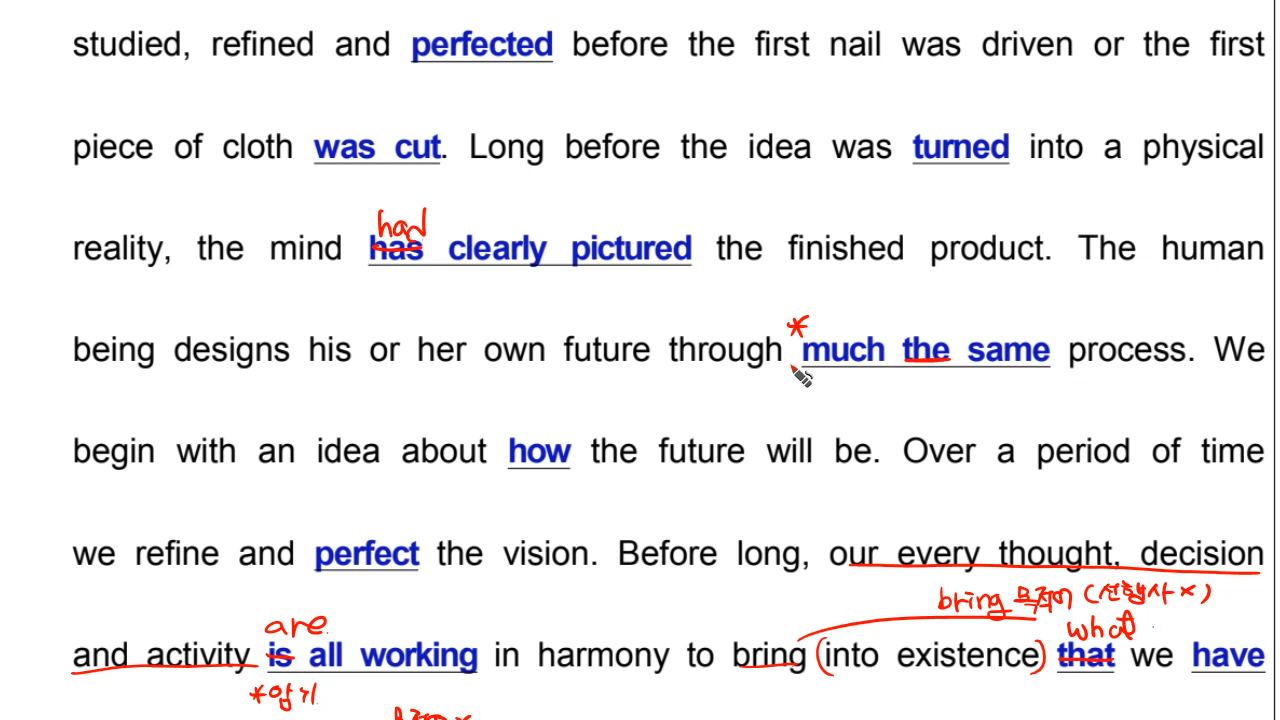 studied, refined and perfected before the first nail was driven or the first
piece of cloth was cut. Long before the idea was turned into a physical
had
reality, the mind has clearly pictured the finished product. The human
*
being designs his or her own future through much the same process. We
begin with an idea about how the future will be. Over a period of time
we refine and perfect the vision. Before long, our every thought, decision
bring 목적어 (선행사 x)
are what
and activity is all working in harmony to bring (into existence) that we have
*암기